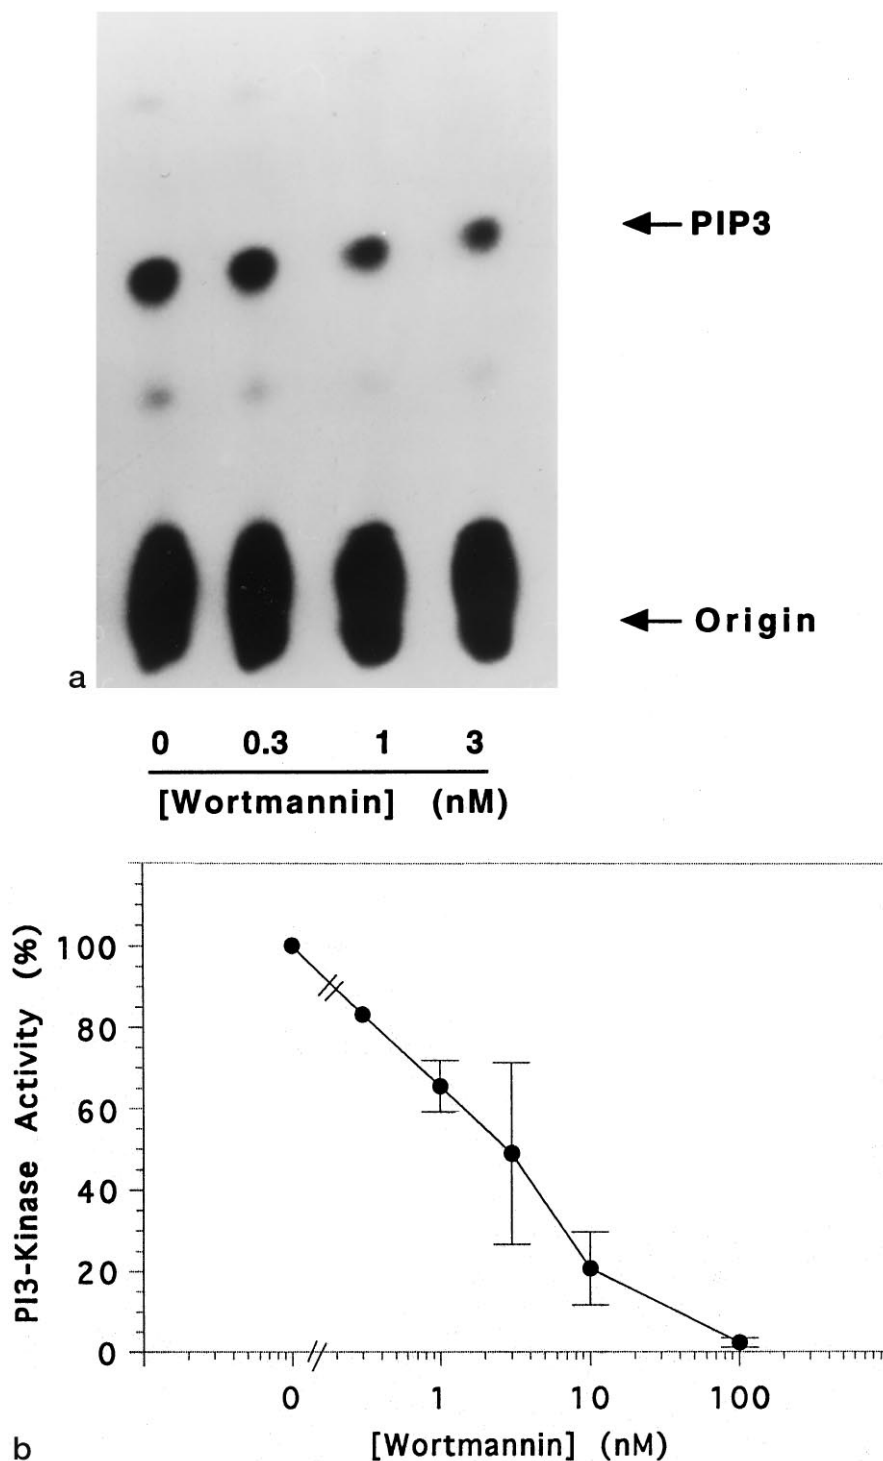 PIP3
Origin
a
0 0.3 1 3
[Wortmannin] (nM)
PI3-Kinase Activity (%)
100
80
60
40
20
0
0 1 10 100
[Wortmannin] (nM)
b